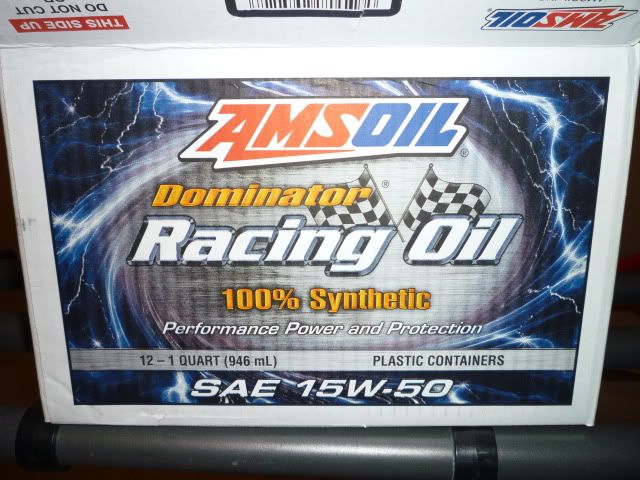 THIS SIDE UP
DO NOT CUT
AMSOIL
AMSOIL®
Dominator®
Racing Oil
100% Synthetic
Performance Power and Protection
12 – 1 QUART (946 mL) PLASTIC CONTAINERS
SAE 15W-50